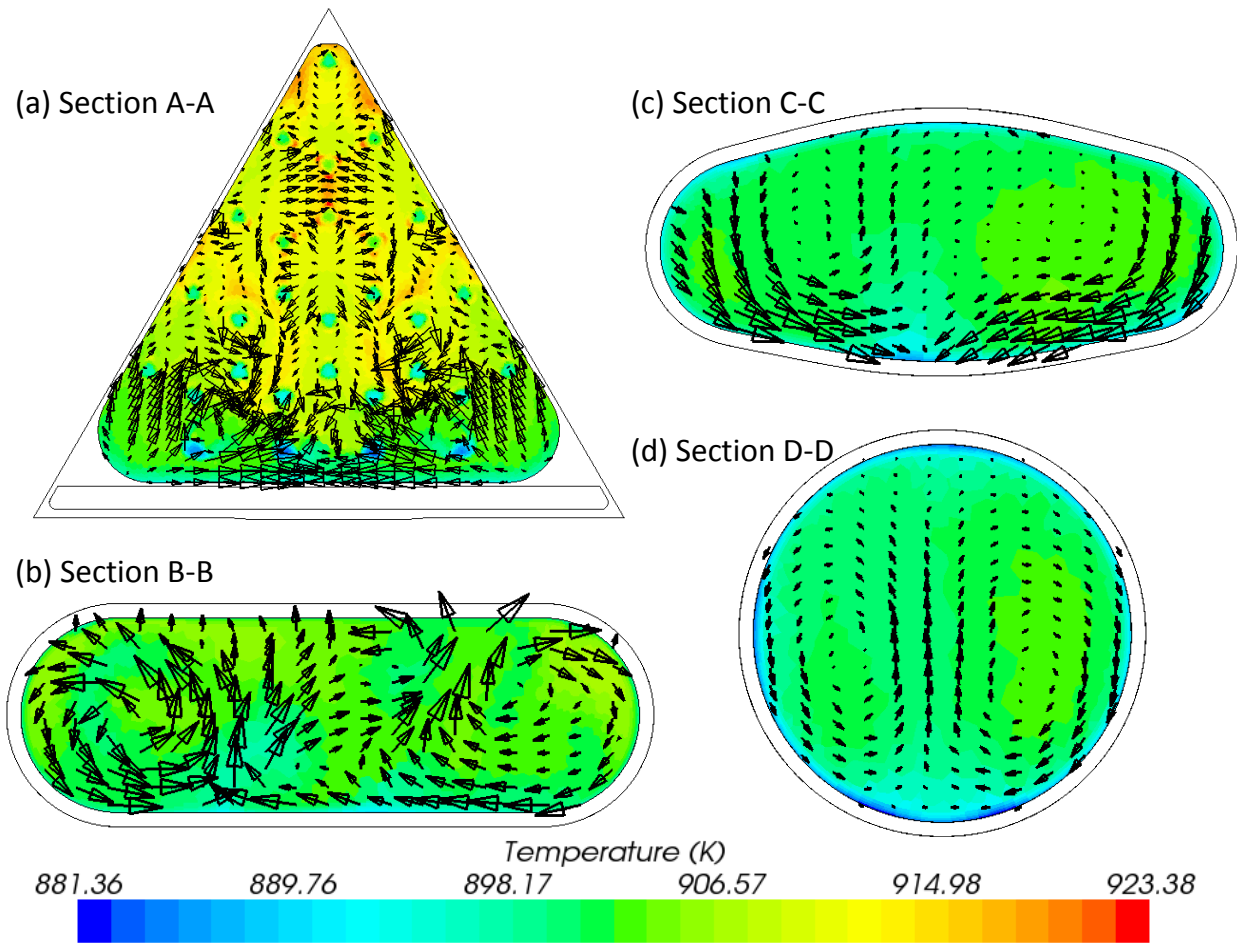 (a) Section A-A
(c) Section C-C
(d) Section D-D
(b) Section B-B
Temperature (K)
881.36 889.76 898.17 906.57 914.98 923.38